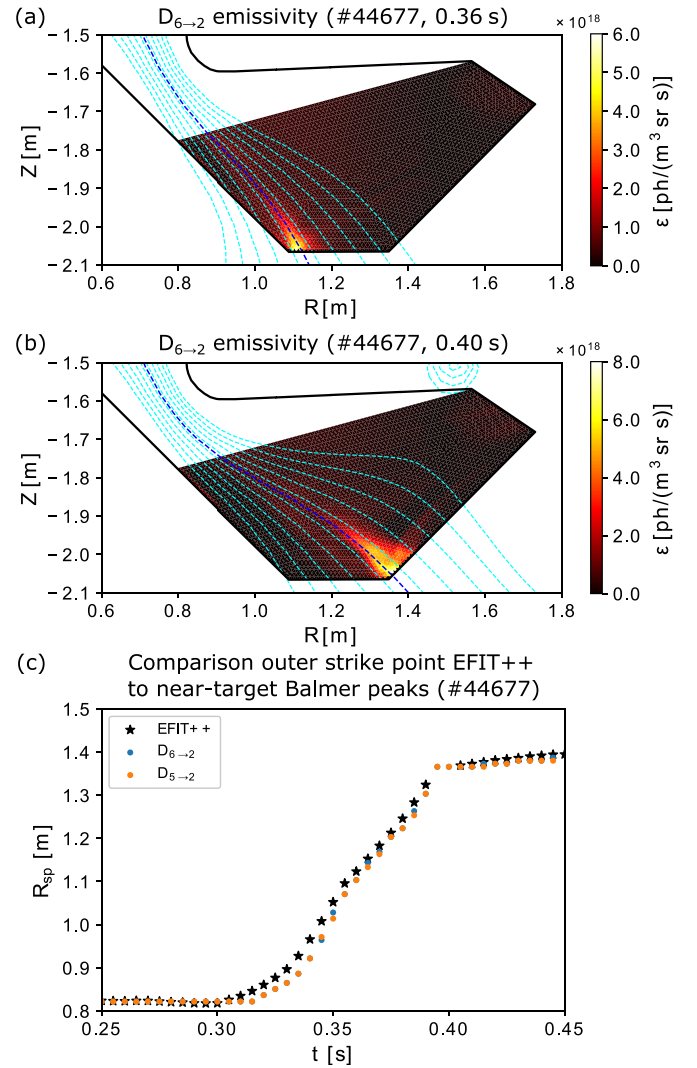 (a) D6→2 emissivity (#44677, 0.36 s)
× 10^18
−1.5
−1.6
−1.7
−1.8
−1.9
−2.0
−2.1
Z [m]
0.6 0.8 1.0 1.2 1.4 1.6 1.8
R [m]
6.0
5.0
4.0
3.0
2.0
1.0
0.0
ε [ph/(m^3 sr s)]
(b) D6→2 emissivity (#44677, 0.40 s)
× 10^18
−1.5
−1.6
−1.7
−1.8
−1.9
−2.0
−2.1
Z [m]
0.6 0.8 1.0 1.2 1.4 1.6 1.8
R [m]
8.0
6.0
4.0
2.0
0.0
ε [ph/(m^3 sr s)]
(c) Comparison outer strike point EFIT++
to near-target Balmer peaks (#44677)
EFIT++
D6→2
D5→2
1.5
1.4
1.3
1.2
1.1
1.0
0.9
0.8
Rsp [m]
0.25 0.30 0.35 0.40 0.45
t [s]